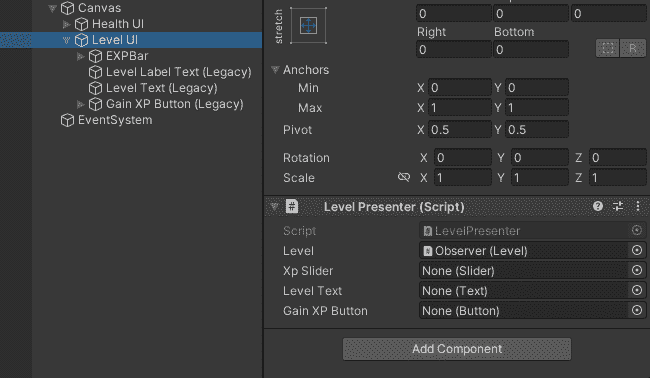 Canvas
Health UI
Level UI
EXPBar
Level Label Text (Legacy)
Level Text (Legacy)
Gain XP Button (Legacy)
EventSystem
stretch
0 0 0
Right Bottom
0 0 R
Anchors
Min X 0 Y 0
Max X 1 Y 1
Pivot X 0.5 Y 0.5
Rotation X 0 Y 0 Z 0
Scale X 1 Y 1 Z 1
# Level Presenter (Script)
Script # LevelPresenter
Level # Observer (Level)
Xp Slider None (Slider)
Level Text None (Text)
Gain XP Button None (Button)
Add Component